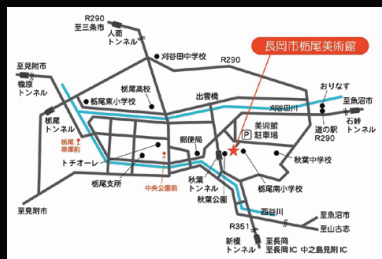 R290
至三条市
人面
トンネル
刈谷田中学校
R290
長岡市栃尾美術館
至見附市
楡原
トンネル
栃尾高校
栃尾東小学校
出雲橋
刈谷田川
おりなす
至魚沼市
石峠
トンネル
道の駅
R290
美術館
駐車場
P
栃尾
トンネル
栃尾
車庫前
郵便局
トチオーレ
栃尾支所
中央公園前
秋葉
トンネル
秋葉公園
秋葉中学校
栃尾南小学校
西谷川
至見附市
R351
新榎
トンネル
至魚沼市
至山古志
至長岡
至長岡IC 中之島見附IC